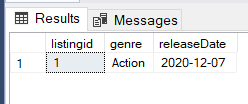 Results Messages
listingid genre releaseDate
1 1 Action 2020-12-07